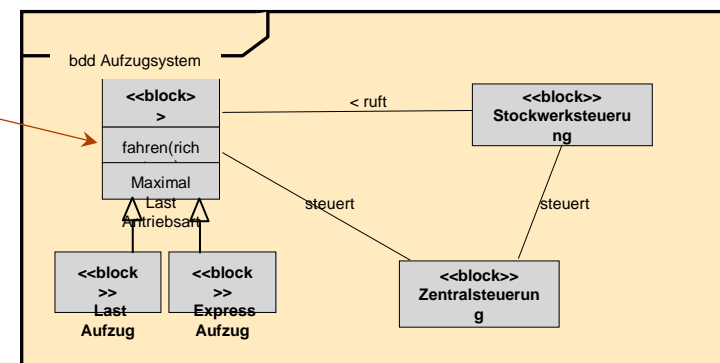 bdd Aufzugsystem
<<block>
>
fahren(rich
Maximal
Last
Antriebsart
< ruft
<<block>>
Stockwerksteueru
ng
steuert
steuert
<<block
>>
Last
Aufzug
<<block
>>
Express
Aufzug
<<block>>
Zentralsteuerun
g